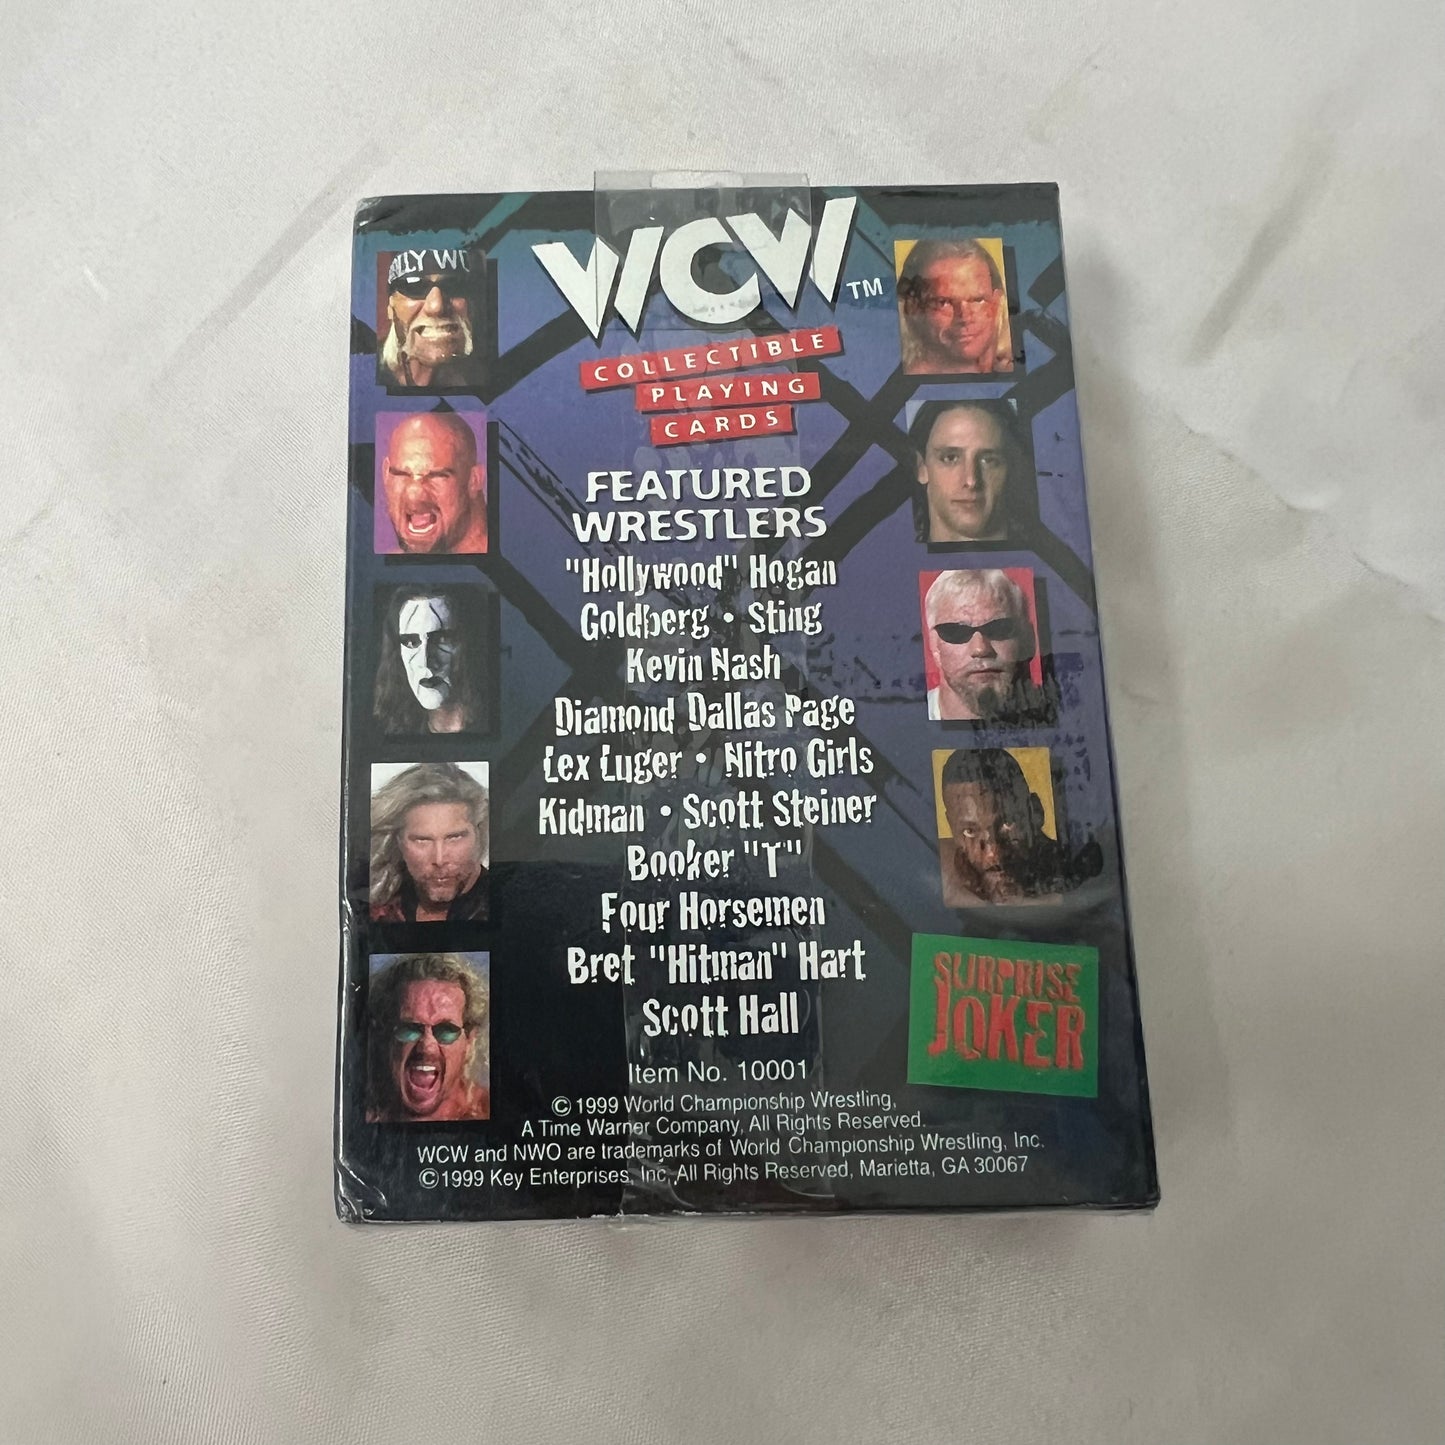 WCW TM
COLLECTIBLE
PLAYING
CARDS
FEATURED
WRESTLERS
"Hollywood" Hogan
Goldberg • Sting
Kevin Nash
Diamond Dallas Page
Lex Luger • Nitro Girls
Kidman • Scott Steiner
Booker "T"
Four Horsemen
Bret "Hitman" Hart
Scott Hall
SURPRISE
JOKER
Item No. 10001
© 1999 World Championship Wrestling,
A Time Warner Company, All Rights Reserved.
WCW and NWO are trademarks of World Championship Wrestling, Inc.
©1999 Key Enterprises, Inc, All Rights Reserved, Marietta, GA 30067